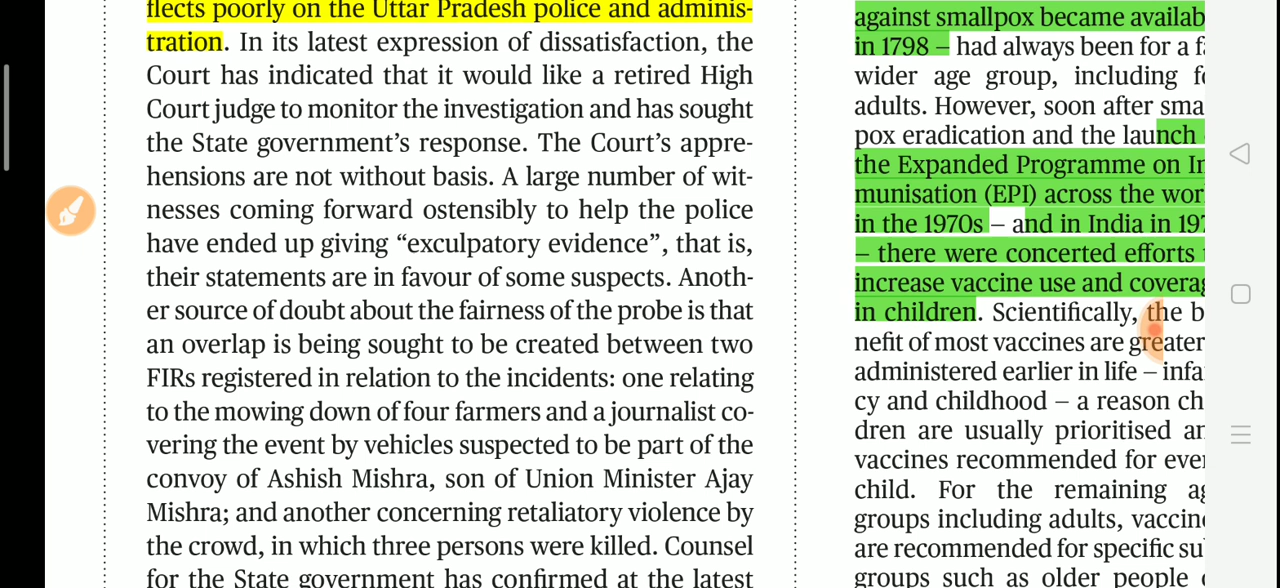 flects poorly on the Uttar Pradesh police and adminis-
tration. In its latest expression of dissatisfaction, the
Court has indicated that it would like a retired High
Court judge to monitor the investigation and has sought
the State government's response. The Court's appre-
hensions are not without basis. A large number of wit-
nesses coming forward ostensibly to help the police
have ended up giving “exculpatory evidence”, that is,
their statements are in favour of some suspects. Anoth-
er source of doubt about the fairness of the probe is that
an overlap is being sought to be created between two
FIRs registered in relation to the incidents: one relating
to the mowing down of four farmers and a journalist co-
vering the event by vehicles suspected to be part of the
convoy of Ashish Mishra, son of Union Minister Ajay
Mishra; and another concerning retaliatory violence by
the crowd, in which three persons were killed. Counsel
for the State government has confirmed at the latest
against smallpox became availab
in 1798 – had always been for a
wider age group, including
adults. However, soon after sma
pox eradication and the launch
the Expanded Programme on
munisation (EPI) across the wor
in the 1970s – and in India in 197
– there were concerted efforts
increase vaccine use and coverag
in children. Scientifically, the b
nefit of most vaccines are greater
administered earlier in life – infa
cy and childhood – a reason ch
dren are usually prioritised
vaccines recommended for ever
child. For the remaining ag
groups including adults, vaccin
are recommended for specific su
groups such as older people